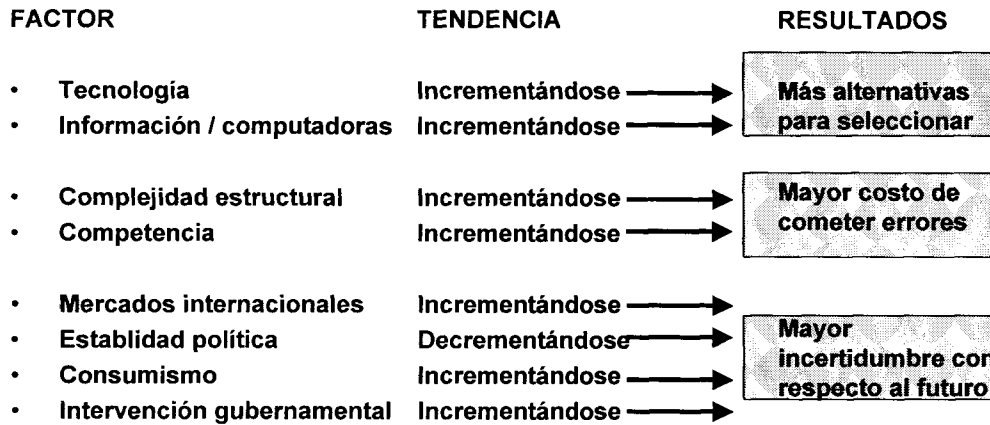 FACTOR TENDENCIA RESULTADOS
• Tecnología Incrementándose Más alternativas
• Información / computadoras Incrementándose para seleccionar
• Complejidad estructural Incrementándose Mayor costo de
• Competencia Incrementándose cometer errores
• Mercados internacionales Incrementándose
• Establidad política Decrementándose Mayor
incertidumbre con
• Consumismo Incrementándose respecto al futuro
• Intervención gubernamental Incrementándose